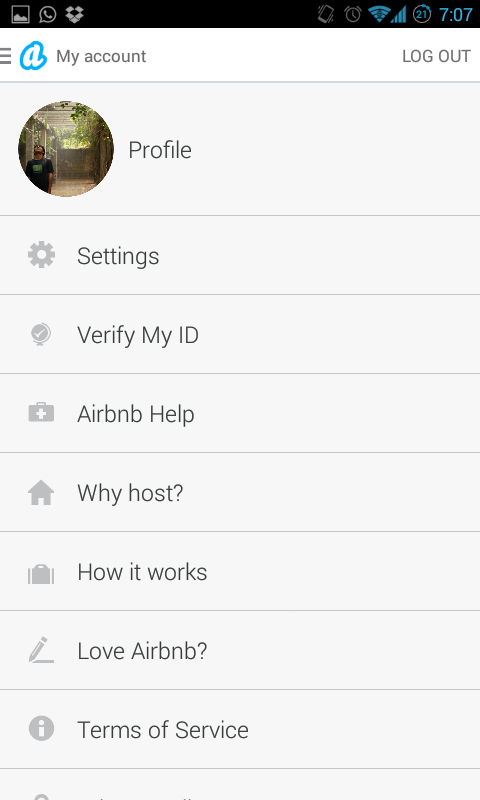 21 7:07
My account LOG OUT
Profile
Settings
Verify My ID
Airbnb Help
Why host?
How it works
Love Airbnb?
Terms of Service